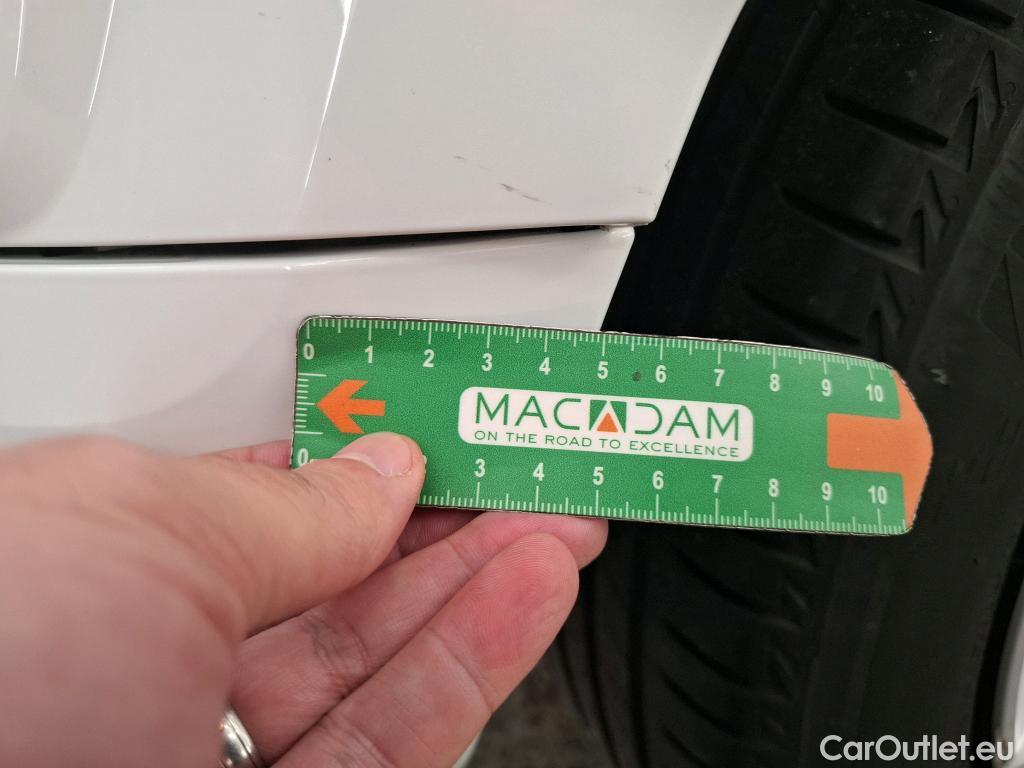 0 1 2 3 4 5 6 7 8 9 10
MACADAM
ON THE ROAD TO EXCELLENCE
0 3 4 5 6 7 8 9 10
CarOutlet.eu